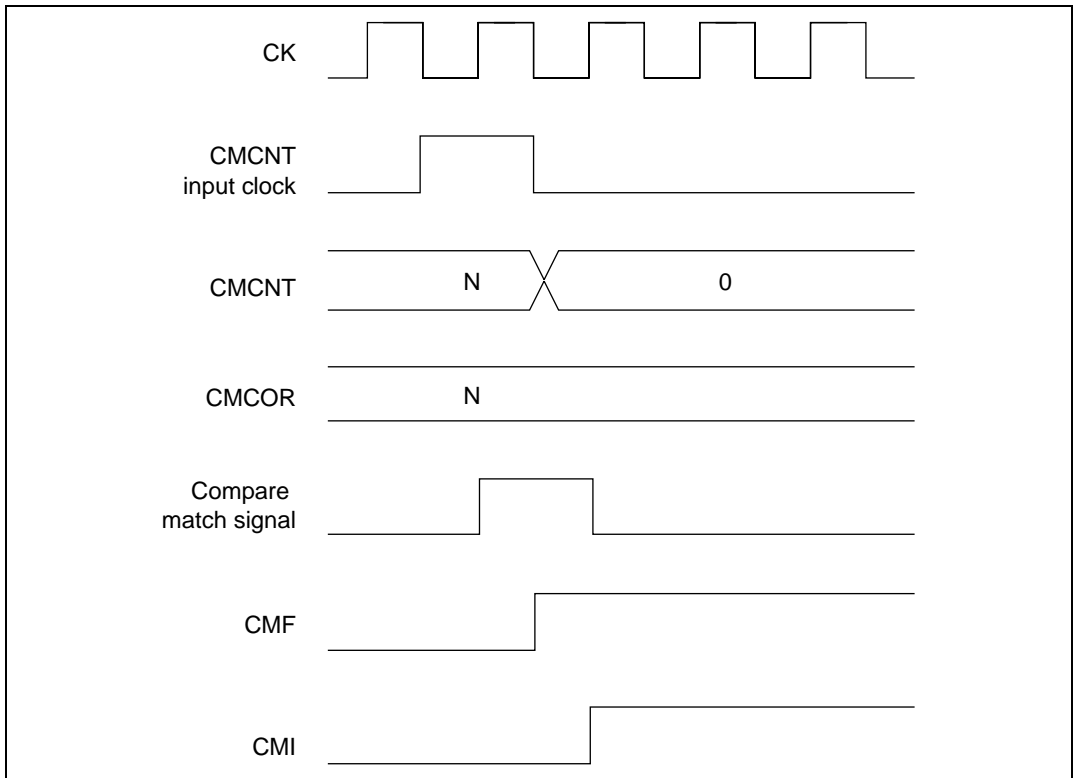 CK
CMCNT
input clock
CMCNT
N
0
CMCOR
N
Compare
match signal
CMF
CMI